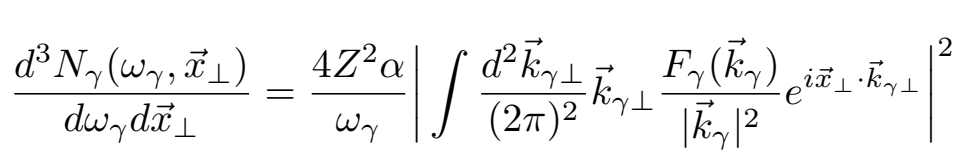 \frac{d^3 N_\gamma(\omega_\gamma, \vec{x}_\perp)}{d\omega_\gamma d\vec{x}_\perp} = \frac{4Z^2\alpha}{\omega_\gamma} \left| \int \frac{d^2\vec{k}_{\gamma\perp}}{(2\pi)^2} \vec{k}_{\gamma\perp} \frac{F_\gamma(\vec{k}_\gamma)}{|\vec{k}_\gamma|^2} e^{i\vec{x}_\perp \cdot \vec{k}_{\gamma\perp}} \right|^2